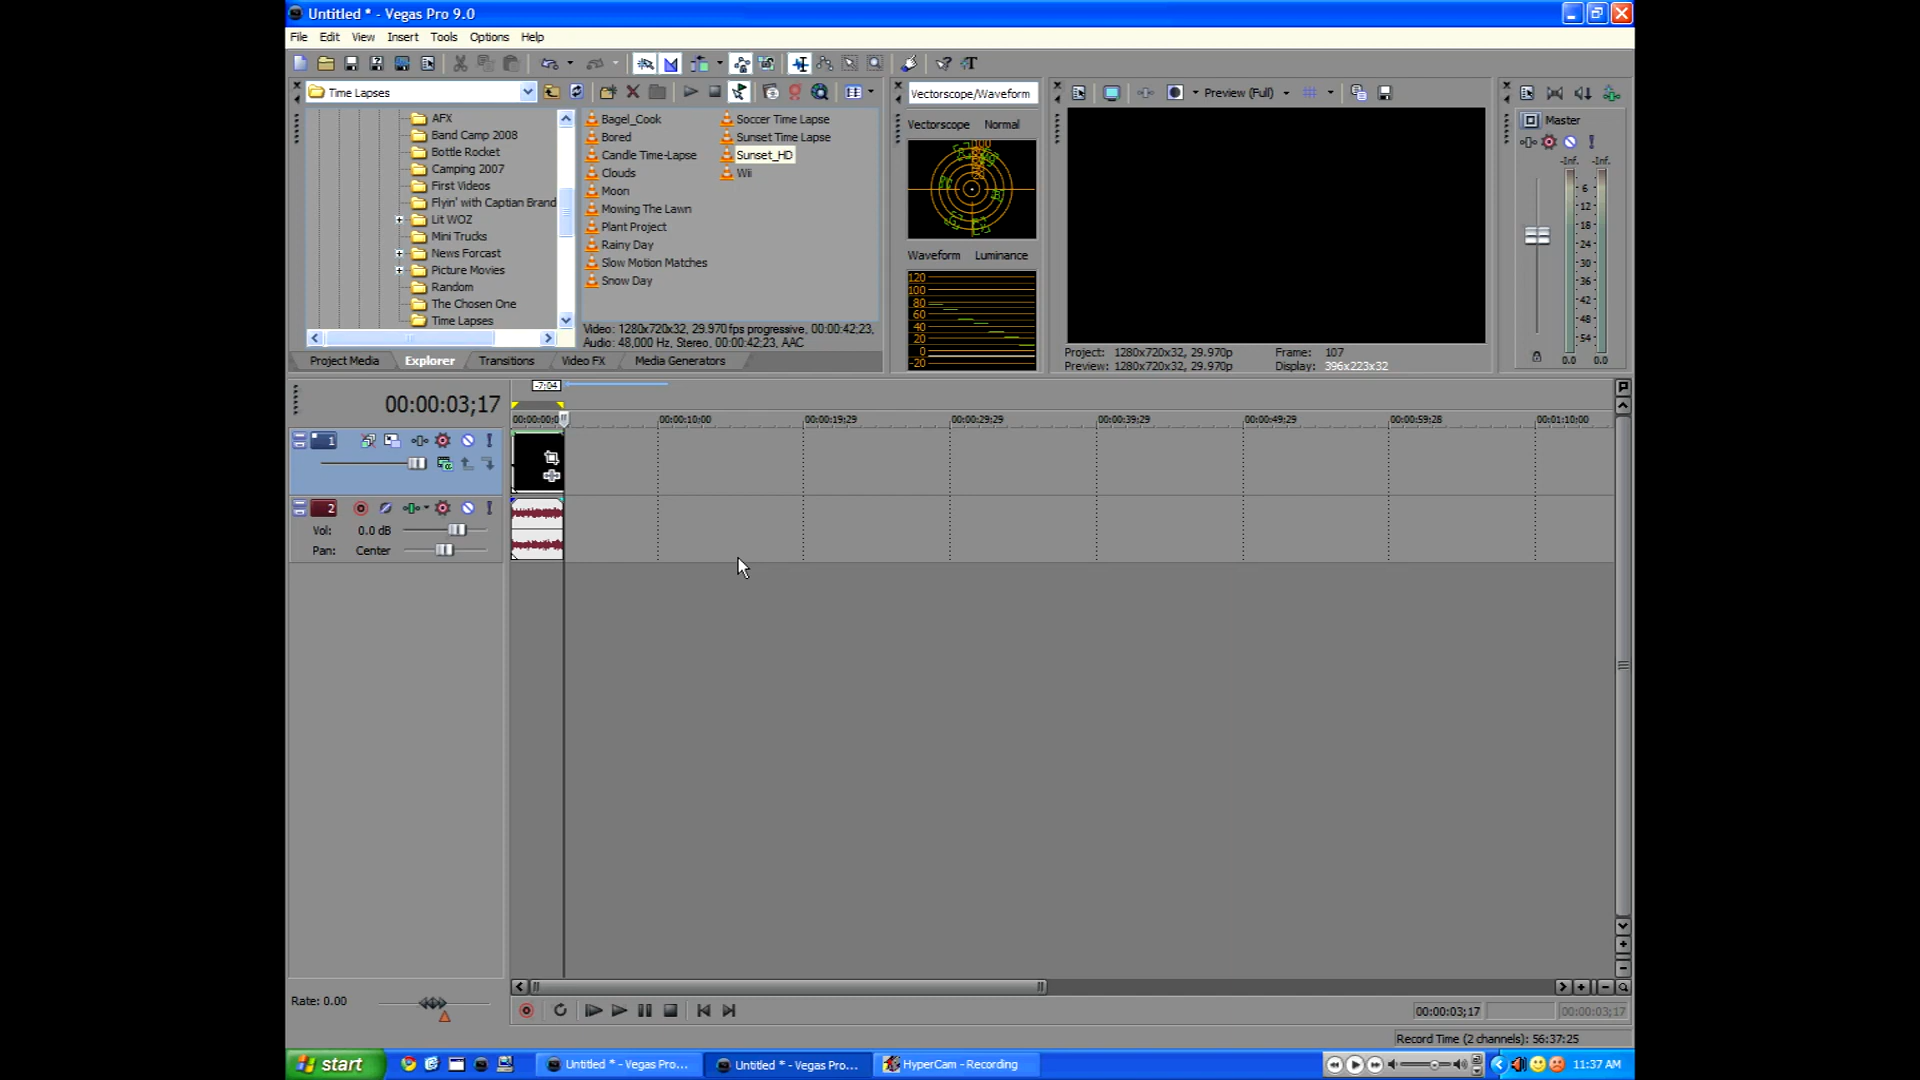 Untitled * - Vegas Pro 9.0
File Edit View Insert Tools Options Help
Time Lapses
AFX
Band Camp 2008
Bottle Rocket
Camping 2007
First Videos
Flyin' with Captian Brand
Lit WOZ
Mini Trucks
News Forcast
Picture Movies
Random
The Chosen One
Time Lapses
Bagel_Cook
Bored
Candle Time-Lapse
Clouds
Moon
Mowing The Lawn
Plant Project
Rainy Day
Slow Motion Matches
Snow Day
Soccer Time Lapse
Sunset Time Lapse
Sunset_HD
Wii
Video: 1280x720x32, 29.970 fps progressive, 00:00:42;23,
Audio: 48,000 Hz, Stereo, 00:00:42;23, AAC
Project Media Explorer Transitions Video FX Media Generators
Vectorscope/Waveform
Vectorscope Normal
Waveform Luminance
120
100
80
60
40
20
0
-20
Preview (Full)
Project: 1280x720x32, 29.970p Frame: 107
Preview: 1280x720x32, 29.970p Display: 396x223x32
Master
-Inf. -Inf.
6
12
18
24
30
36
42
48
54
0.0 0.0
-7:04
00:00:03;17
00:00:10;00 00:00:19;29 00:00:29;29 00:00:39;29 00:00:49;29 00:00:59;28 00:01:10;00
1
2
Vol: 0.0 dB
Pan: Center
Rate: 0.00
00:00:03;17 00:00:03;17
Record Time (2 channels): 56:37:25
start Untitled * - Vegas Pro... Untitled * - Vegas Pro... HyperCam - Recording 11:37 AM